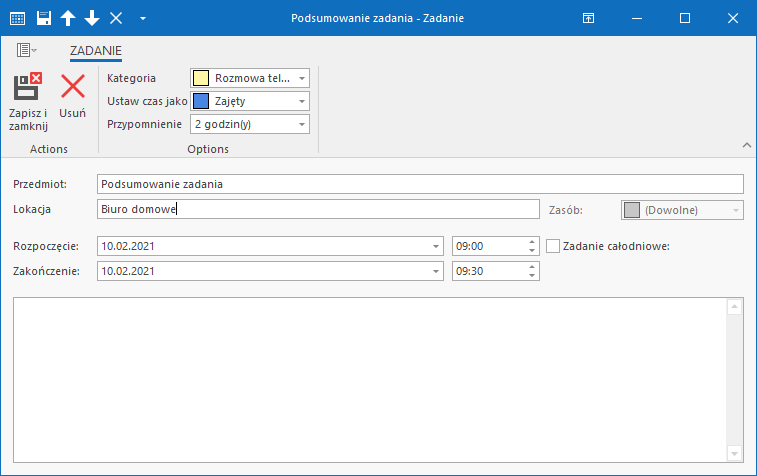 Podsumowanie zadania - Zadanie
ZADANIE
Zapisz i zamknij
Usuń
Actions
Kategoria Rozmowa tel...
Ustaw czas jako Zajęty
Przypomnienie 2 godzin(y)
Options
Przedmiot: Podsumowanie zadania
Lokacja Biuro domowe Zasób: (Dowolne)
Rozpoczęcie: 10.02.2021 09:00 Zadanie całodniowe:
Zakończenie: 10.02.2021 09:30